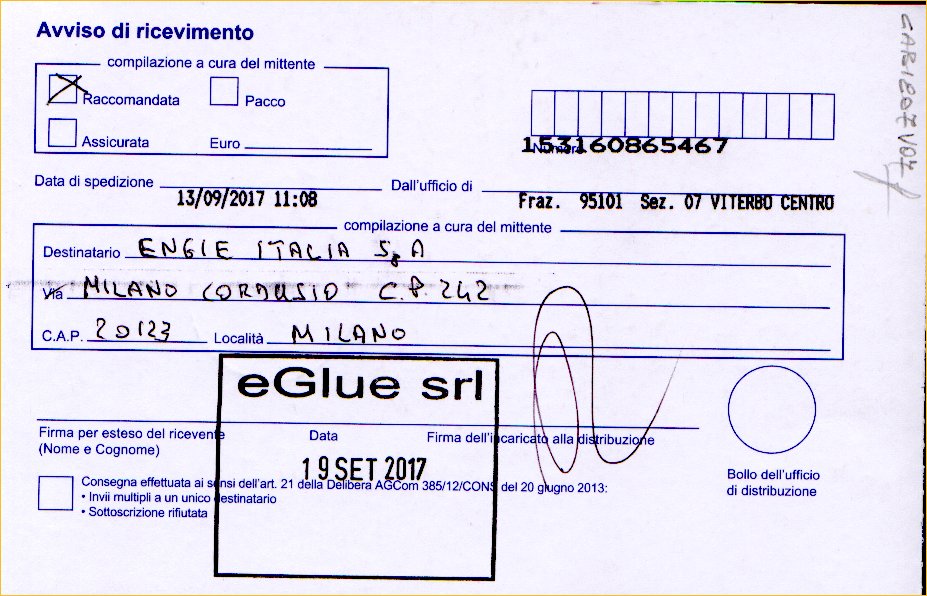 Avviso di ricevimento
compilazione a cura del mittente
Raccomandata Pacco
Assicurata Euro
153160865467
Numero
Data di spedizione 13/09/2017 11:08 Dall'ufficio di Fraz. 95101 Sez. 07 VITERBO CENTRO
compilazione a cura del mittente
Destinatario ENGIE ITALIA S.p.A
Via MILANO CORDUSIO C.P. 242
C.A.P. 20123 Località MILANO
eGlue srl
Firma per esteso del ricevente Data Firma dell'incaricato alla distribuzione
(Nome e Cognome)
19 SET 2017
Bollo dell'ufficio
di distribuzione
Consegna effettuata ai sensi dell'art. 21 della Delibera AGCom 385/12/CONS del 20 giugno 2013:
• Invii multipli a un unico destinatario
• Sottoscrizione rifiutata